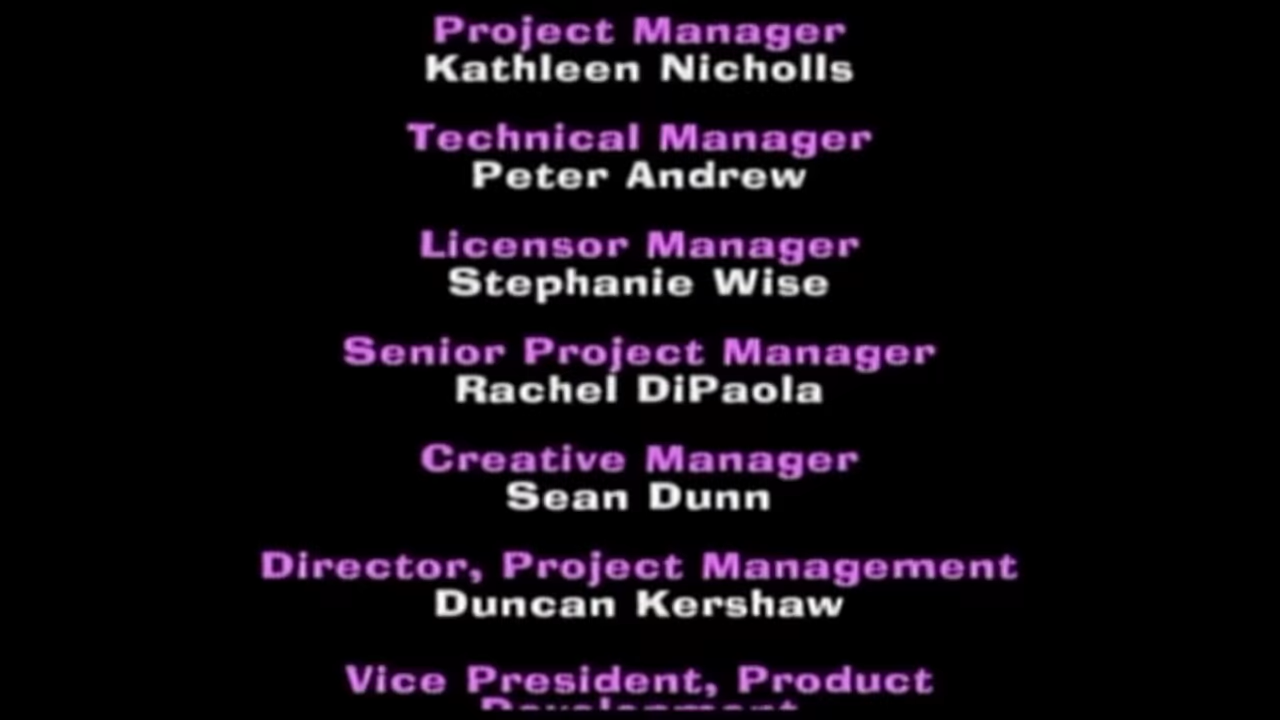 Project Manager
Kathleen Nicholls
Technical Manager
Peter Andrew
Licensor Manager
Stephanie Wise
Senior Project Manager
Rachel DiPaola
Creative Manager
Sean Dunn
Director, Project Management
Duncan Kershaw
Vice President, Product